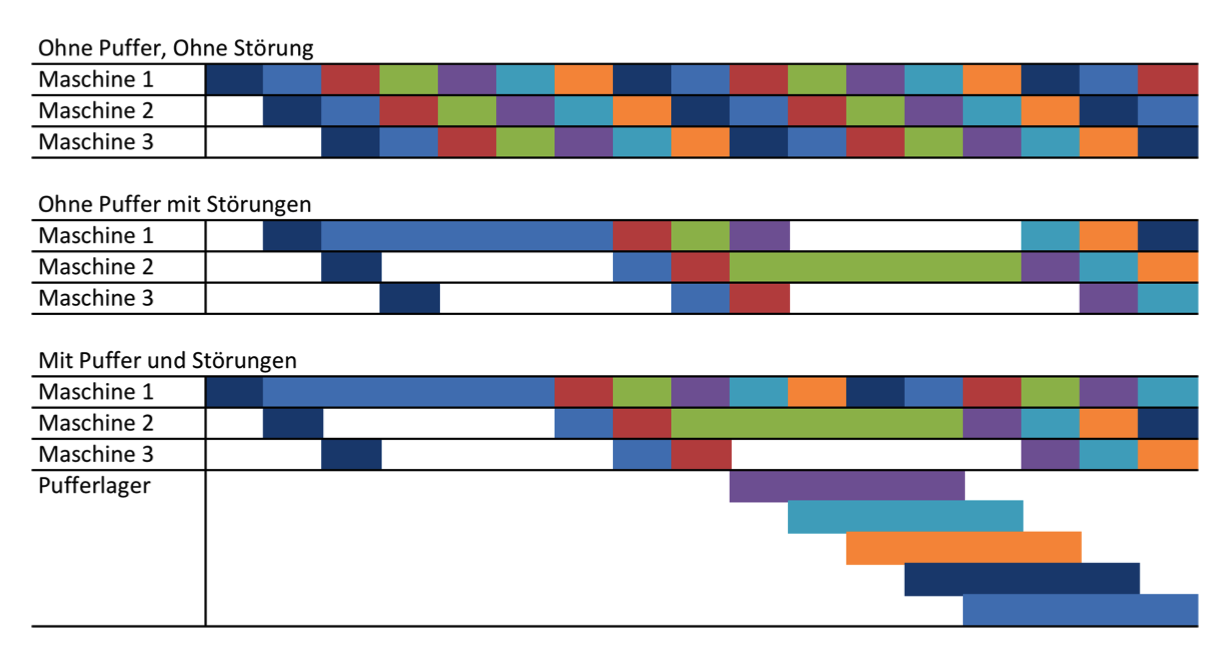 Ohne Puffer, Ohne Störung
Maschine 1
Maschine 2
Maschine 3
Ohne Puffer mit Störungen
Maschine 1
Maschine 2
Maschine 3
Mit Puffer und Störungen
Maschine 1
Maschine 2
Maschine 3
Pufferlager